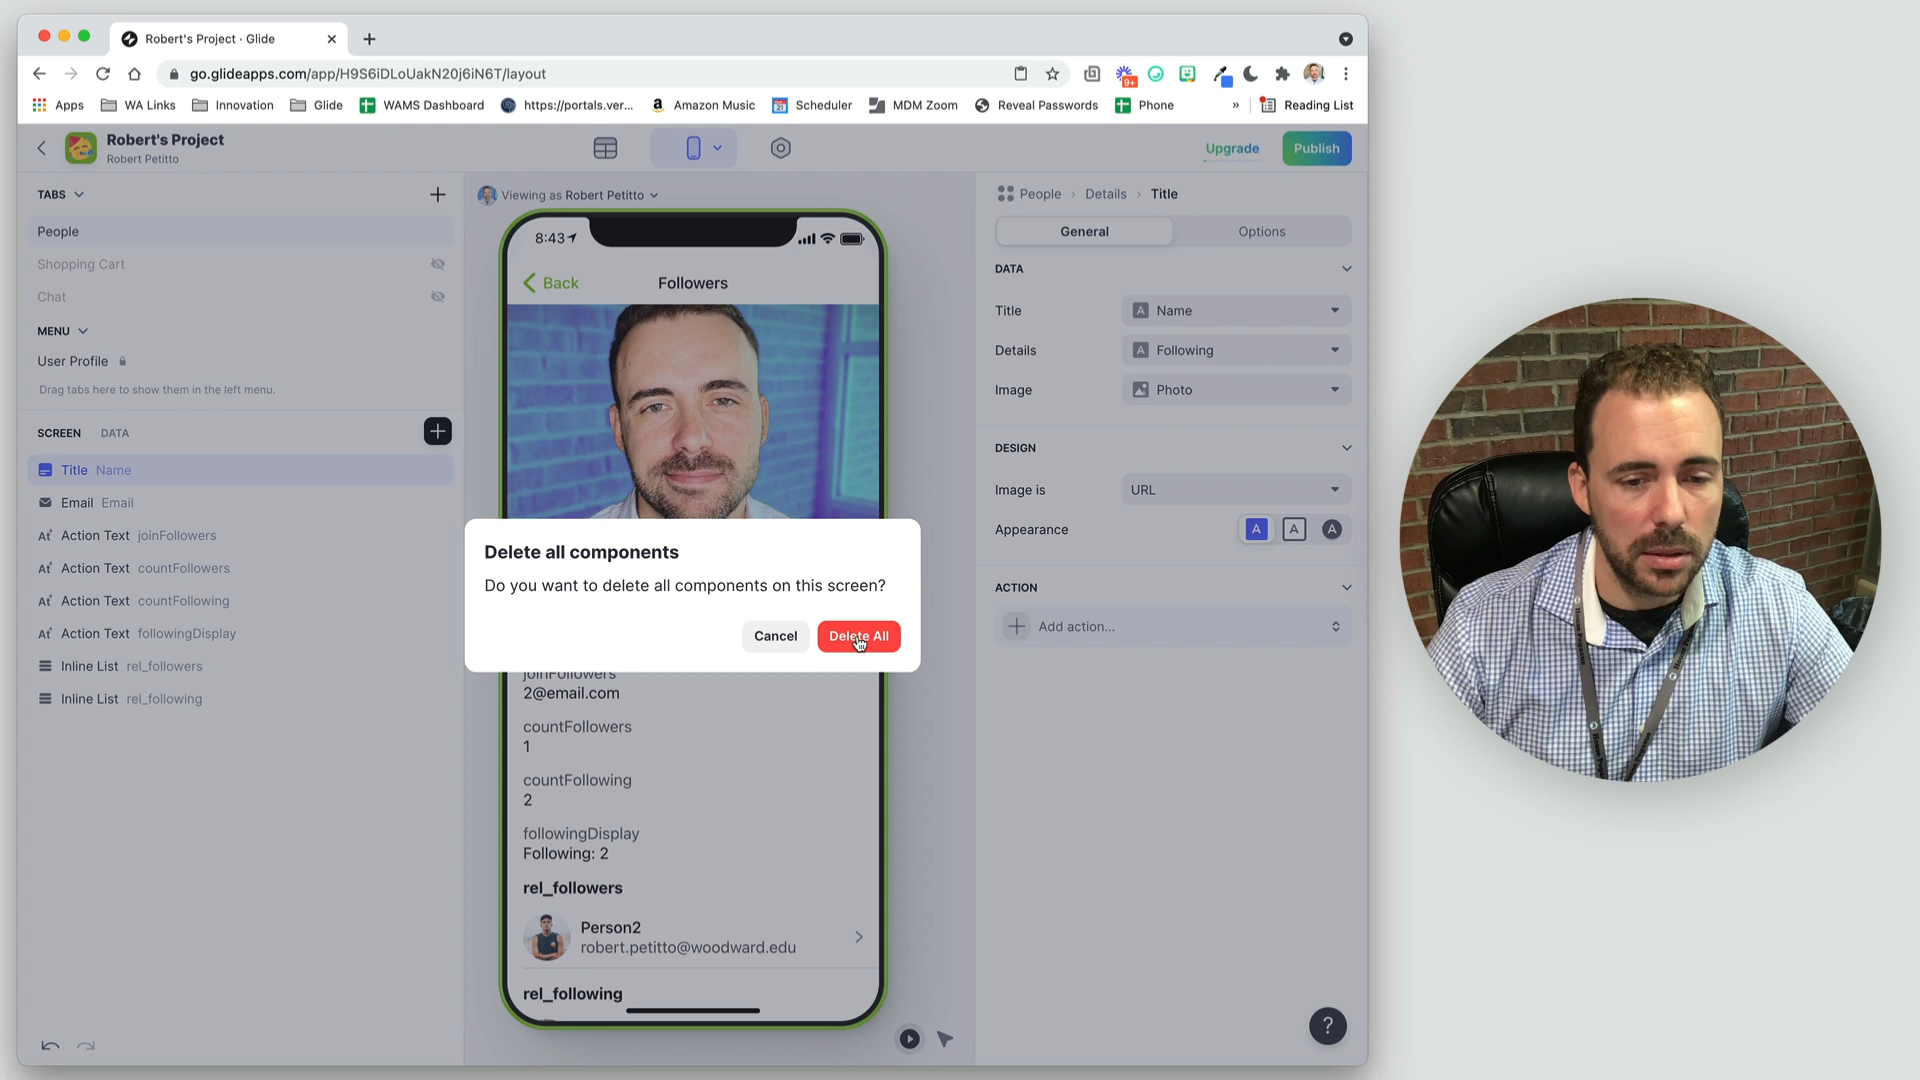 Robert's Project · Glide
go.glideapps.com/app/H9S6iDLoUakN20j6iN6T/layout
9+
Apps WA Links Innovation Glide WAMS Dashboard https://portals.ver... Amazon Music Scheduler MDM Zoom Reveal Passwords Phone » Reading List
Robert's Project
Robert Petitto
Upgrade Publish
TABS
People
Shopping Cart
Chat
MENU
User Profile
Drag tabs here to show them in the left menu.
SCREEN DATA
Title Name
Email Email
Action Text joinFollowers
Action Text countFollowers
Action Text countFollowing
Action Text followingDisplay
Inline List rel_followers
Inline List rel_following
Viewing as Robert Petitto
8:43
Back Followers
Delete all components
Do you want to delete all components on this screen?
Cancel Delete All
joinFollowers
2@email.com
countFollowers
1
countFollowing
2
followingDisplay
Following: 2
rel_followers
Person2
robert.petitto@woodward.edu
rel_following
People › Details › Title
General Options
DATA
Title A Name
Details A Following
Image Photo
DESIGN
Image is URL
Appearance A A A
ACTION
Add action...
?